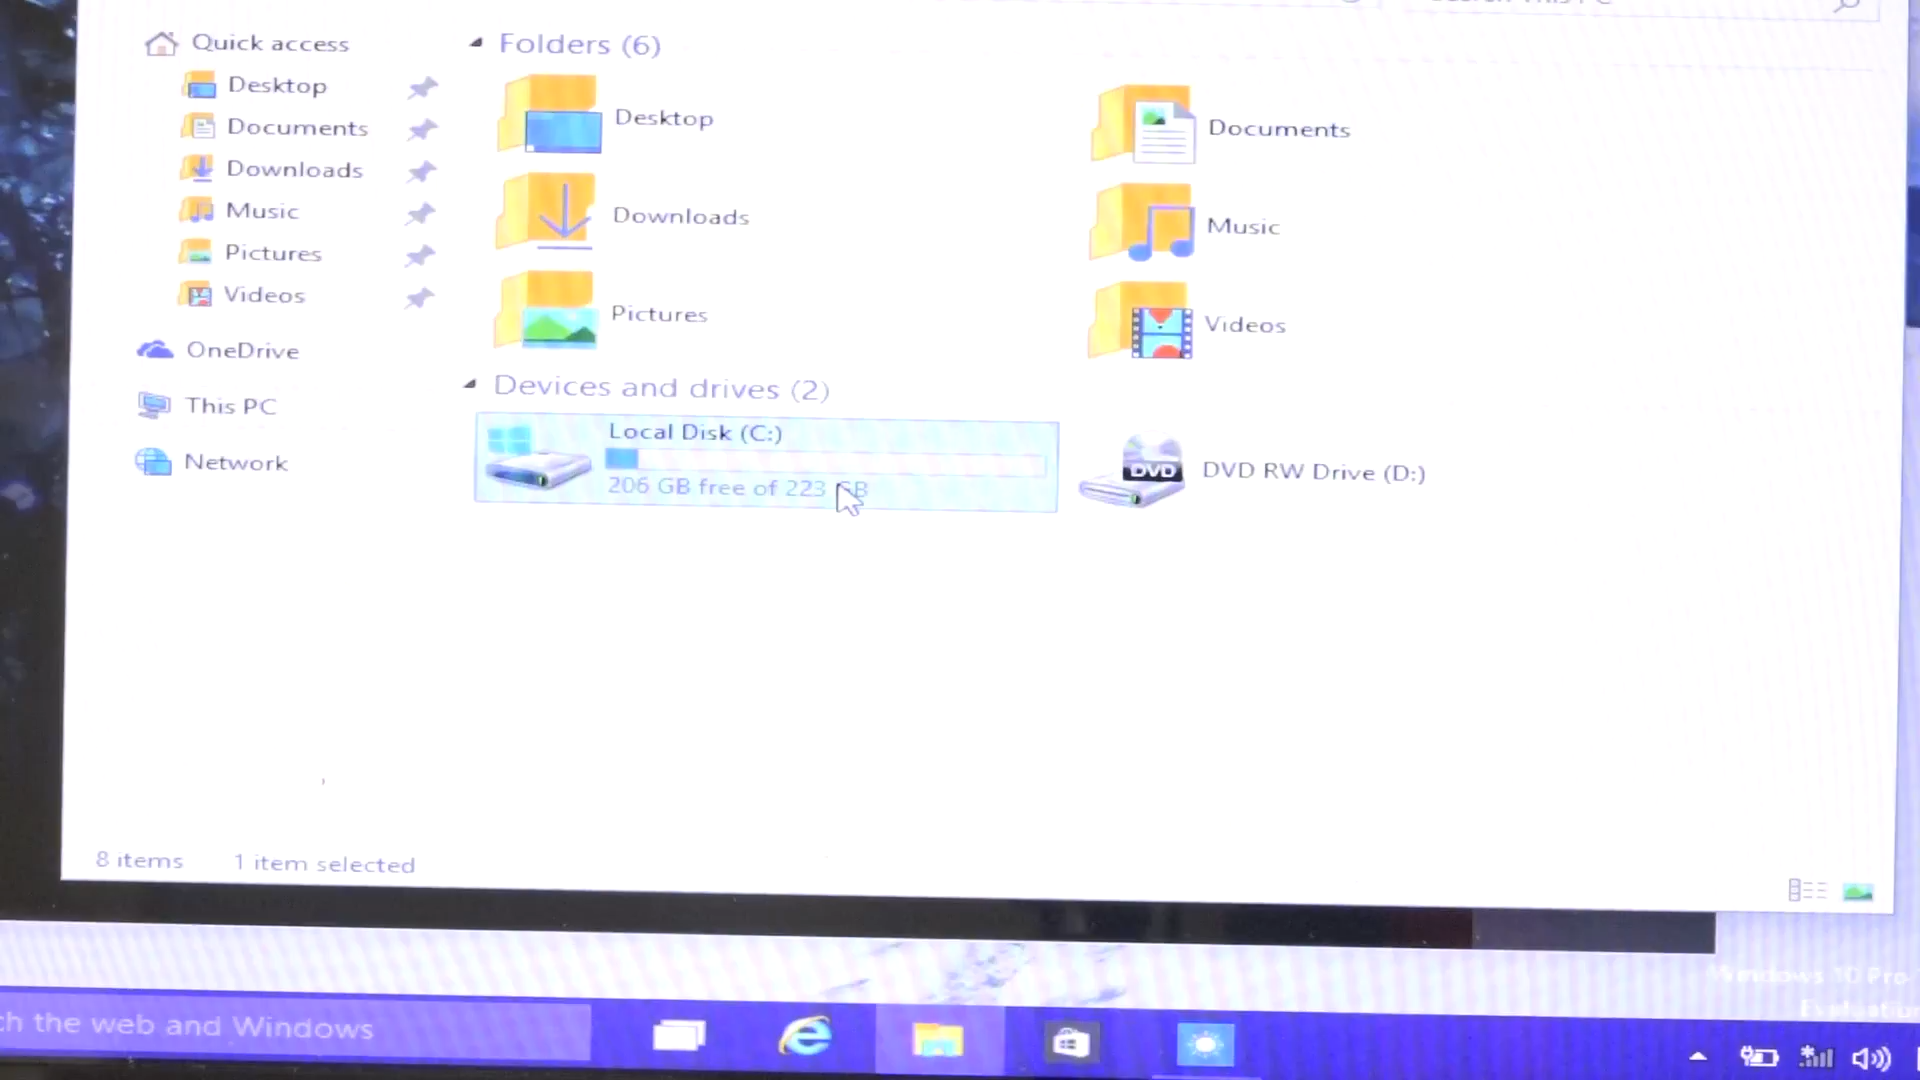 Quick access
Desktop
Documents
Downloads
Music
Pictures
Videos
OneDrive
This PC
Network
Folders (6)
Desktop
Documents
Downloads
Music
Pictures
Videos
Devices and drives (2)
Local Disk (C:)
206 GB free of 223 GB
DVD
DVD RW Drive (D:)
8 items
1 item selected
Windows 10 Pro
ch the web and Windows